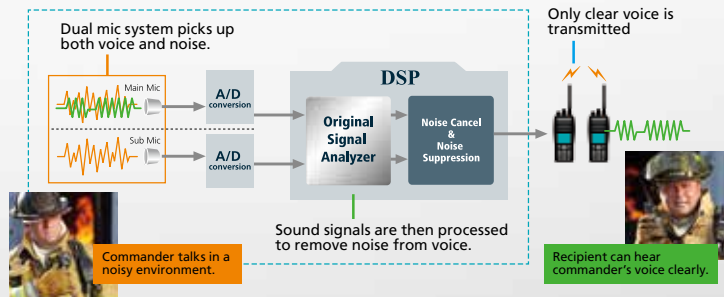 Dual mic system picks up
both voice and noise.
Main Mic
Sub Mic
A/D
conversion
A/D
conversion
DSP
Original
Signal
Analyzer
Noise Cancel
&
Noise
Suppression
Only clear voice is
transmitted
Sound signals are then processed
to remove noise from voice.
Commander talks in a
noisy environment.
Recipient can hear
commander's voice clearly.